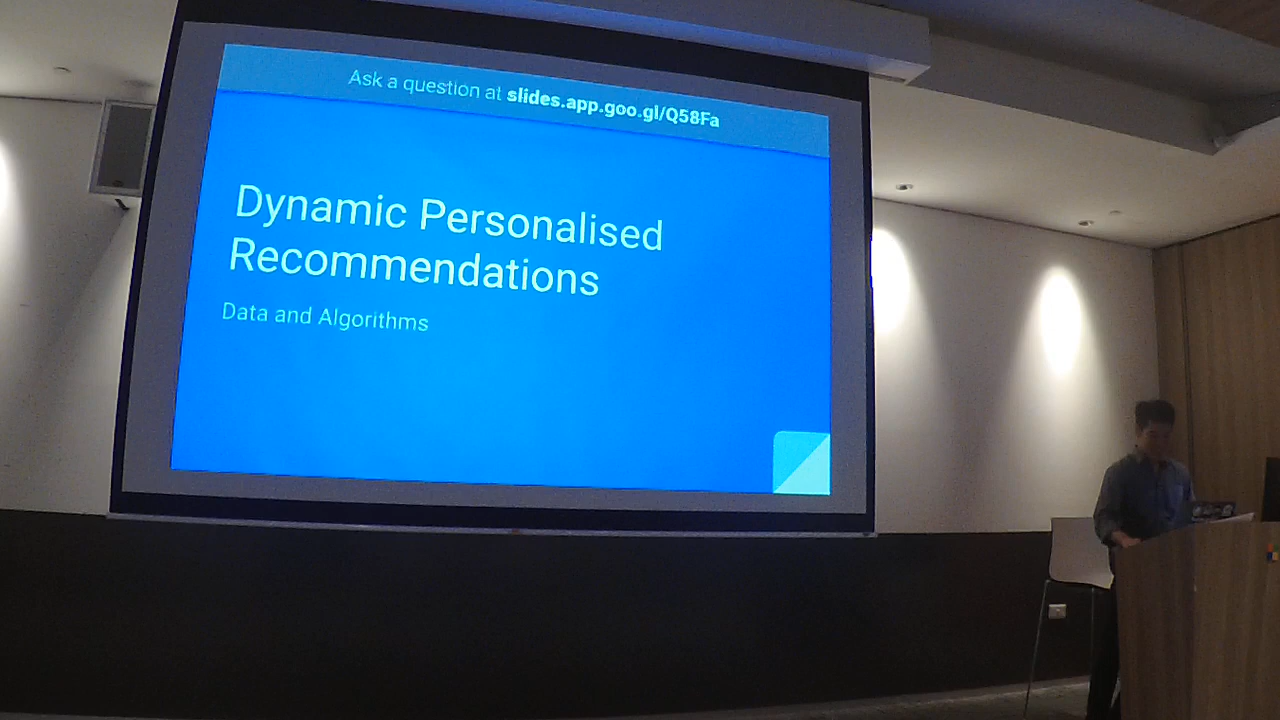 Ask a question at slides.app.goo.gl/Q58Fa
Dynamic Personalised
Recommendations
Data and Algorithms